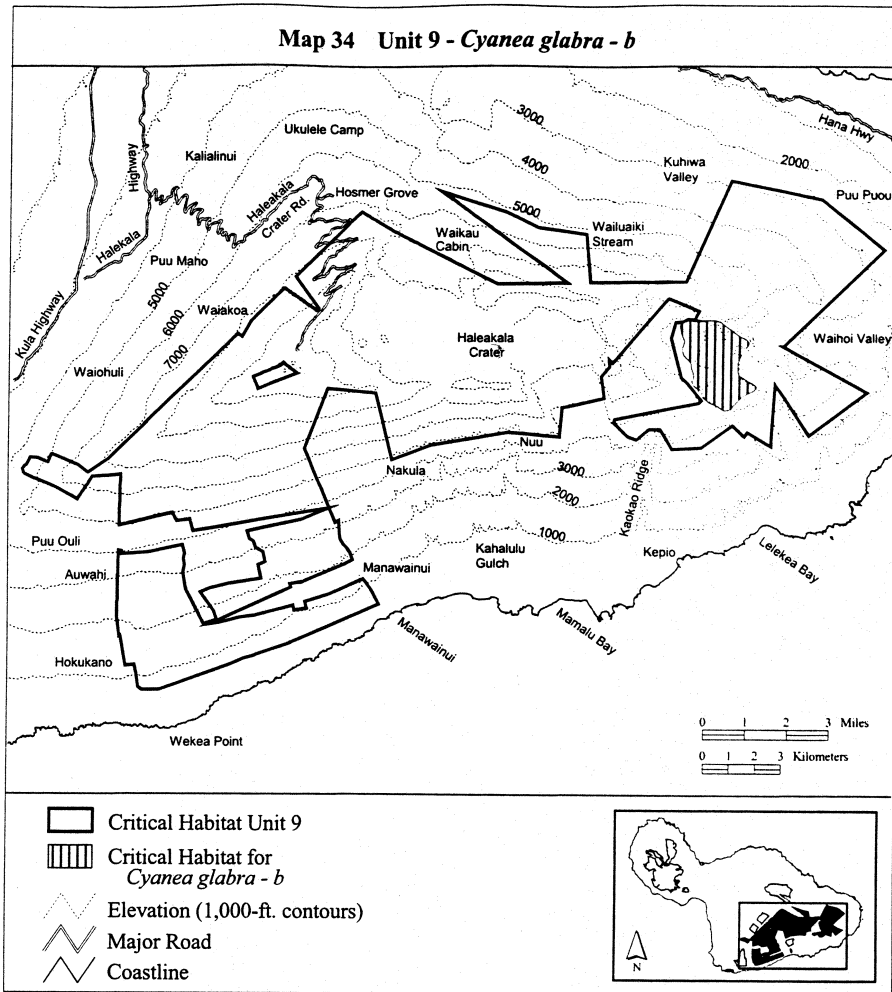 Map 34 Unit 9 - Cyanea glabra - b
3000
Hana Hwy
Ukulele Camp
Highway
Kalialinui
4000
Kuhiwa
Valley
2000
Haleakala
Crater Rd.
Hosmer Grove
5000
Puu Puou
Waikau
Cabin
Wailuaiki
Stream
Halekala
Puu Maho
Kula Highway
5000
6000
7000
Waiakoa
Haleakala
Crater
Waihoi Valley
Waiohuli
Nuu
Nakula
3000
2000
1000
Kaokao Ridge
Puu Ouli
Auwahi
Manawainui
Kahalulu
Gulch
Kepio
Lelekea Bay
Mamalu Bay
Manawainui
Hokukano
Wekea Point
0 1 2 3 Miles
0 1 2 3 Kilometers
Critical Habitat Unit 9
Critical Habitat for
Cyanea glabra - b
Elevation (1,000-ft. contours)
Major Road
Coastline
N